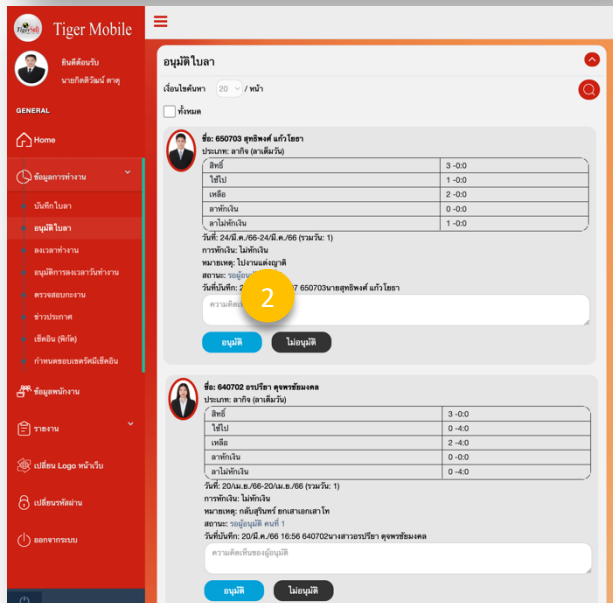 Tiger Mobile
ยินดีต้อนรับ
นายกิตติวัฒน์ ตาคุ
GENERAL
Home
ข้อมูลการทำงาน
บันทึกใบลา
อนุมัติใบลา
ลงเวลาทำงาน
อนุมัติการลงเวลาวันทำงาน
ตรวจสอบกะงาน
ข่าวประกาศ
เช็คอิน (พิกัด)
กำหนดขอบเขตรัศมีเช็คอิน
ข้อมูลพนักงาน
รายงาน
เปลี่ยน Logo หน้าเว็บ
เปลี่ยนรหัสผ่าน
ออกจากระบบ
อนุมัติใบลา
เงื่อนไขค้นหา 20 / หน้า
ทั้งหมด
ชื่อ: 650703 สุทธิพงศ์ แก้วโยธา
ประเภท: ลากิจ (ลาเต็มวัน)
สิทธิ์ 3 -0:0
ใช้ไป 1 -0:0
เหลือ 2 -0:0
ลาหักเงิน 0 -0:0
ลาไม่หักเงิน 1 -0:0
วันที่: 24/มี.ค./66-24/มี.ค./66 (รวมวัน: 1)
การหักเงิน: ไม่หักเงิน
หมายเหตุ: ไปงานแต่งญาติ
สถานะ: รอผู้อนุ
วันที่บันทึก: 2 7 650703นายสุทธิพงศ์ แก้วโยธา
2
ความคิดเ
อนุมัติ ไม่อนุมัติ
ชื่อ: 640702 อรปรียา ดุจพรชัยมงคล
ประเภท: ลากิจ (ลาเต็มวัน)
สิทธิ์ 3 -0:0
ใช้ไป 0 -4:0
เหลือ 2 -4:0
ลาหักเงิน 0 -0:0
ลาไม่หักเงิน 0 -4:0
วันที่: 20/เม.ย./66-20/เม.ย./66 (รวมวัน: 1)
การหักเงิน: ไม่หักเงิน
หมายเหตุ: กลับสุรินทร์ ยกเสาเอกเสาโท
สถานะ: รอผู้อนุมัติ คนที่ 1
วันที่บันทึก: 20/มี.ค./66 16:56 640702นางสาวอรปรียา ดุจพรชัยมงคล
ความคิดเห็นของผู้อนุมัติ
อนุมัติ ไม่อนุมัติ